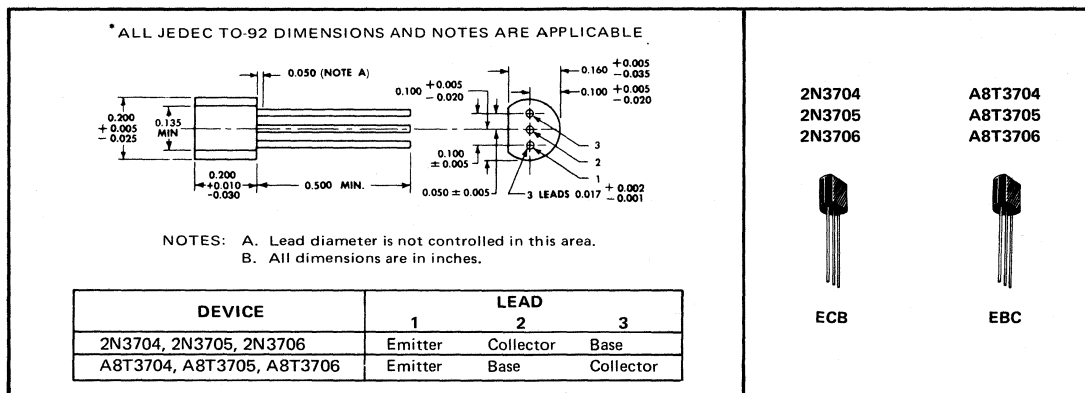 *ALL JEDEC TO-92 DIMENSIONS AND NOTES ARE APPLICABLE
0.050 (NOTE A)
0.160 +0.005 -0.035
0.100 +0.005 -0.020
0.100 +0.005 -0.020
0.200 +0.005 -0.025
0.135 MIN
3
2
1
0.100 ± 0.005
0.200 +0.010 -0.030
0.500 MIN.
0.050 ± 0.005
3 LEADS 0.017 +0.002 -0.001
NOTES: A. Lead diameter is not controlled in this area.
B. All dimensions are in inches.
DEVICE LEAD
1 2 3
2N3704, 2N3705, 2N3706 Emitter Collector Base
A8T3704, A8T3705, A8T3706 Emitter Base Collector
2N3704 A8T3704
2N3705 A8T3705
2N3706 A8T3706
ECB EBC